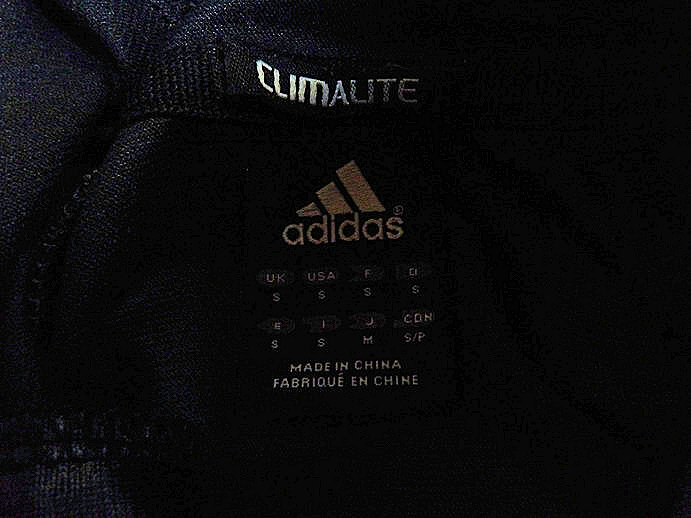 CLIMALITE
adidas®
UK USA F D
S S S S
E I J CDN
S S M S/P
MADE IN CHINA
FABRIQUÉ EN CHINE